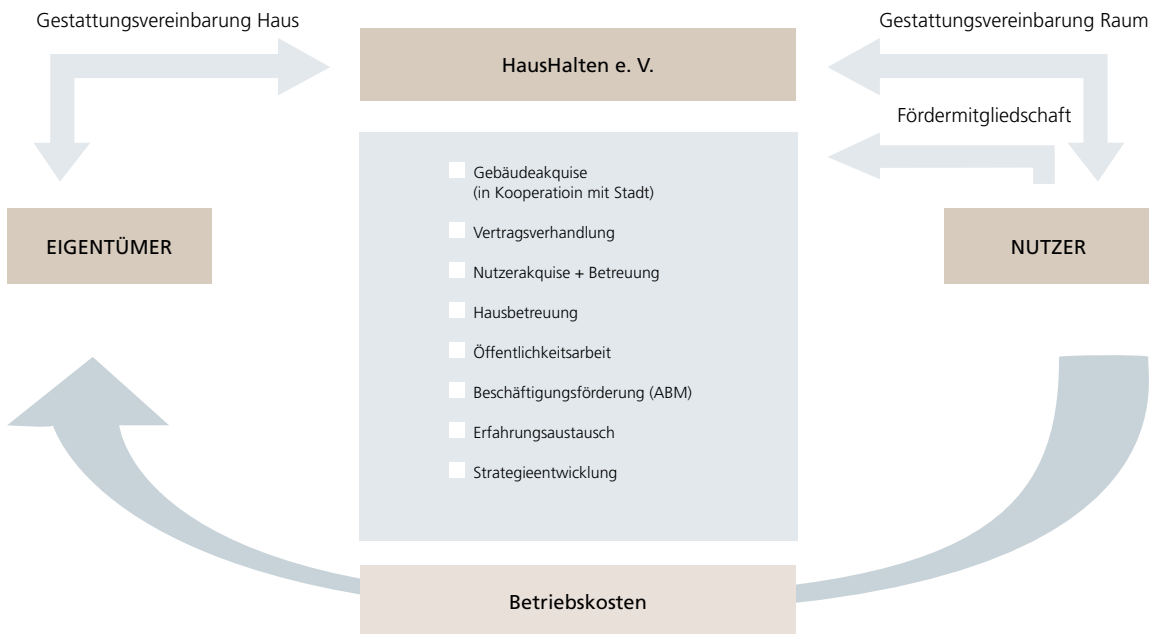 Gestattungsvereinbarung Haus
Gestattungsvereinbarung Raum
HausHalten e. V.
Fördermitgliedschaft
EIGENTÜMER
NUTZER
Gebäudeakquise
(in Kooperatioin mit Stadt)
Vertragsverhandlung
Nutzerakquise + Betreuung
Hausbetreuung
Öffentlichkeitsarbeit
Beschäftigungsförderung (ABM)
Erfahrungsaustausch
Strategieentwicklung
Betriebskosten